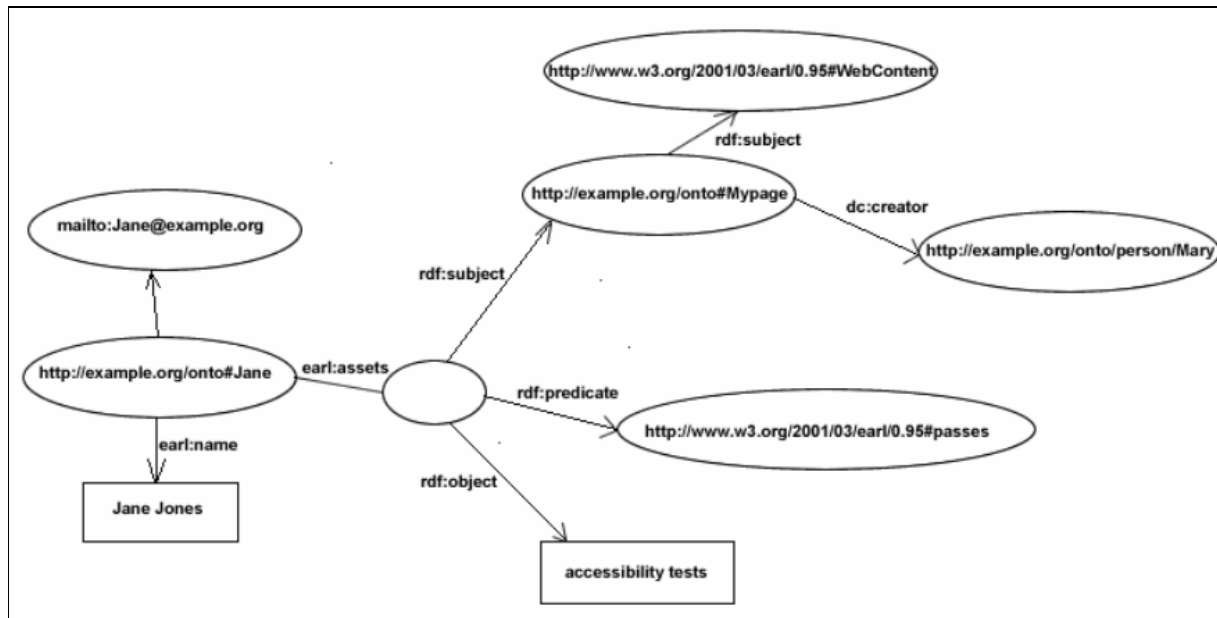 http://www.w3.org/2001/03/earl/0.95#WebContent
rdf:subject
http://example.org/onto#Mypage
dc:creator
mailto:Jane@example.org
http://example.org/onto/person/Mary
rdf:subject
http://example.org/onto#Jane
earl:assets
rdf:predicate
http://www.w3.org/2001/03/earl/0.95#passes
earl:name
rdf:object
Jane Jones
accessibility tests